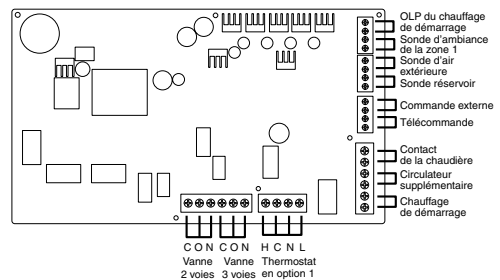 OLP du chauffage
de démarrage
Sonde d'ambiance
de la zone 1
Sonde d'air
extérieure
Sonde réservoir
Commande externe
Télécommande
Contact
de la chaudière
Circulateur
supplémentaire
Chauffage
de démarrage
C O N C O N H C N L
Vanne Vanne Thermostat
2 voies 3 voies en option 1